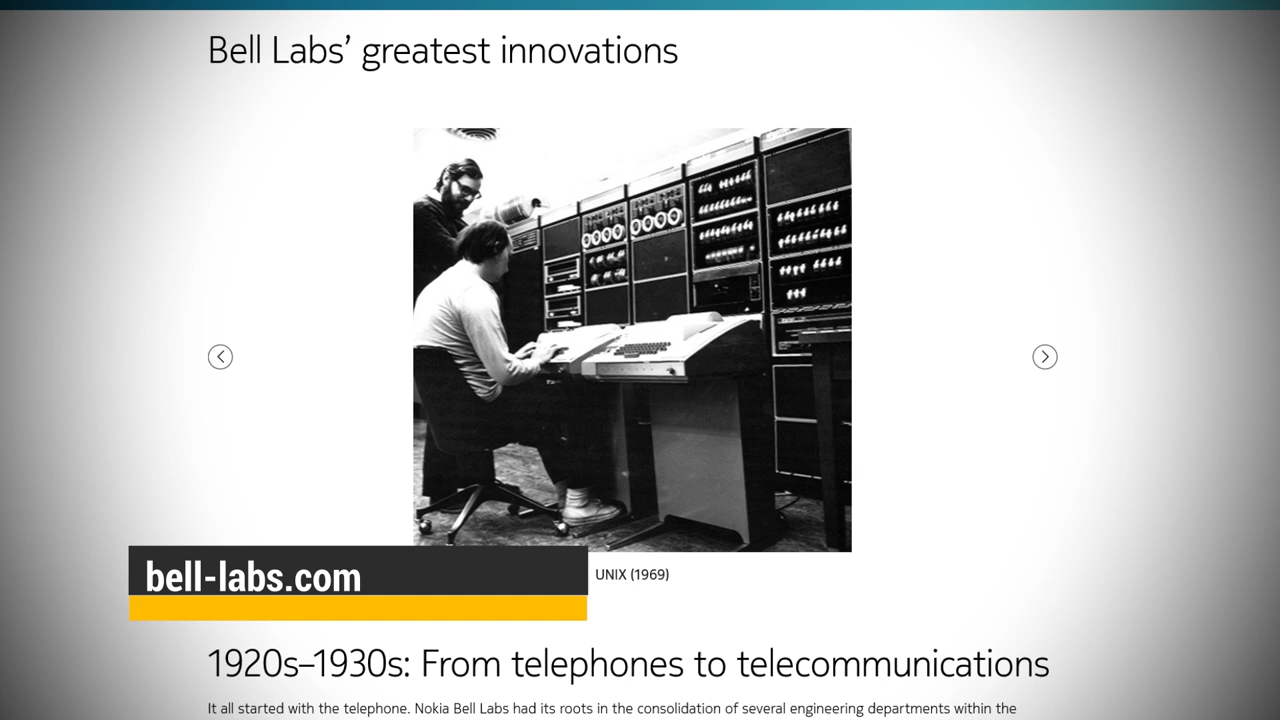 Bell Labs’ greatest innovations
bell-labs.com
UNIX (1969)
1920s–1930s: From telephones to telecommunications
It all started with the telephone. Nokia Bell Labs had its roots in the consolidation of several engineering departments within the